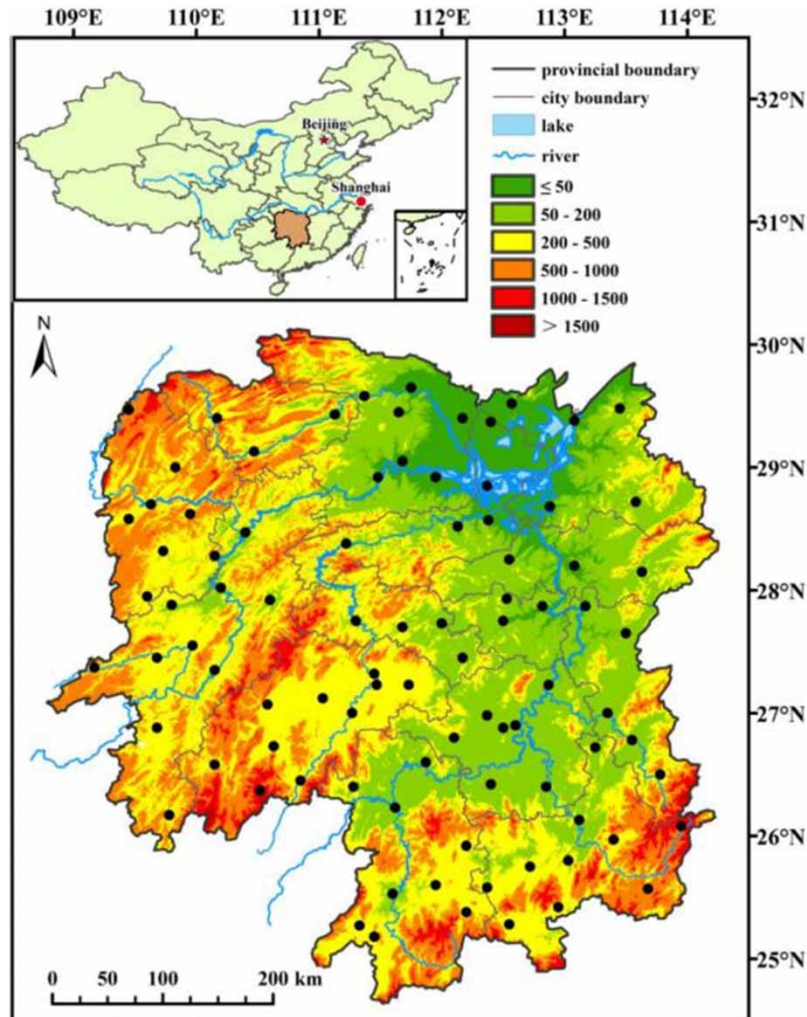 109°E 110°E 111°E 112°E 113°E 114°E
Beijing
Shanghai
provincial boundary
city boundary
lake
river
≤ 50
50 - 200
200 - 500
500 - 1000
1000 - 1500
> 1500
32°N
31°N
30°N
29°N
28°N
27°N
26°N
25°N
N
0 50 100 200 km